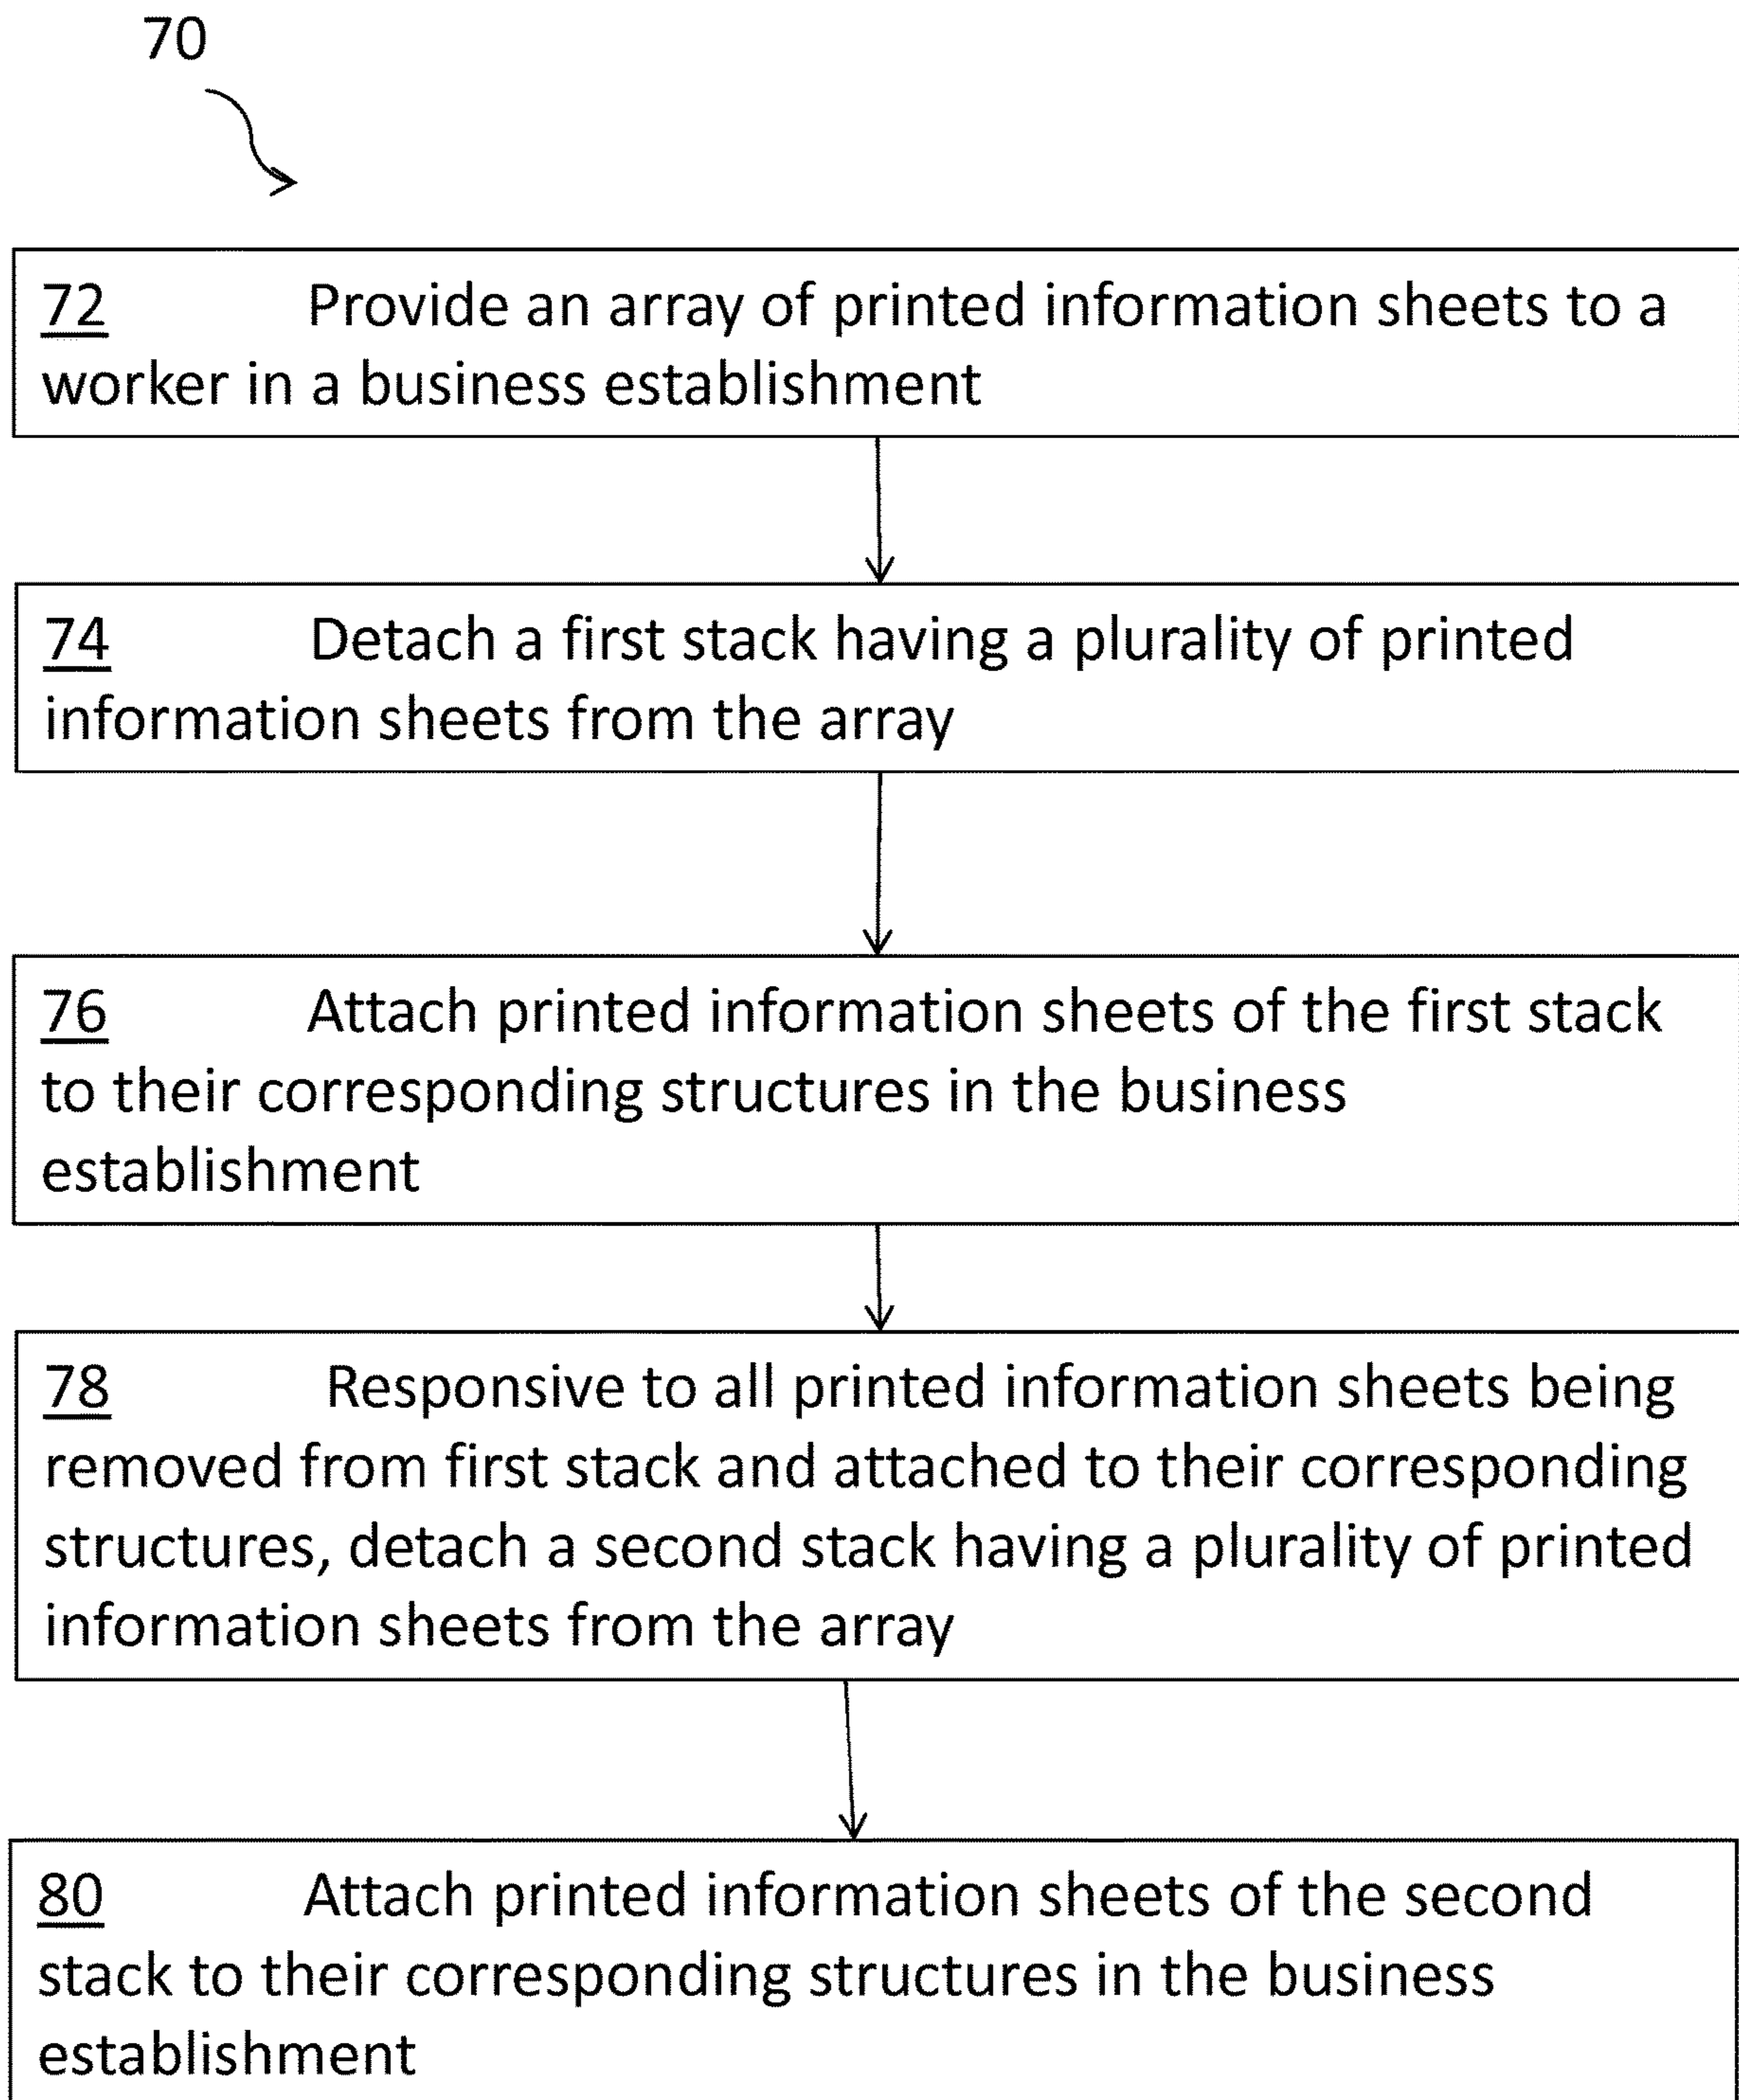 70
72 Provide an array of printed information sheets to a
worker in a business establishment
74 Detach a first stack having a plurality of printed
information sheets from the array
76 Attach printed information sheets of the first stack
to their corresponding structures in the business
establishment
78 Responsive to all printed information sheets being
removed from first stack and attached to their corresponding
structures, detach a second stack having a plurality of printed
information sheets from the array
80 Attach printed information sheets of the second
stack to their corresponding structures in the business
establishment